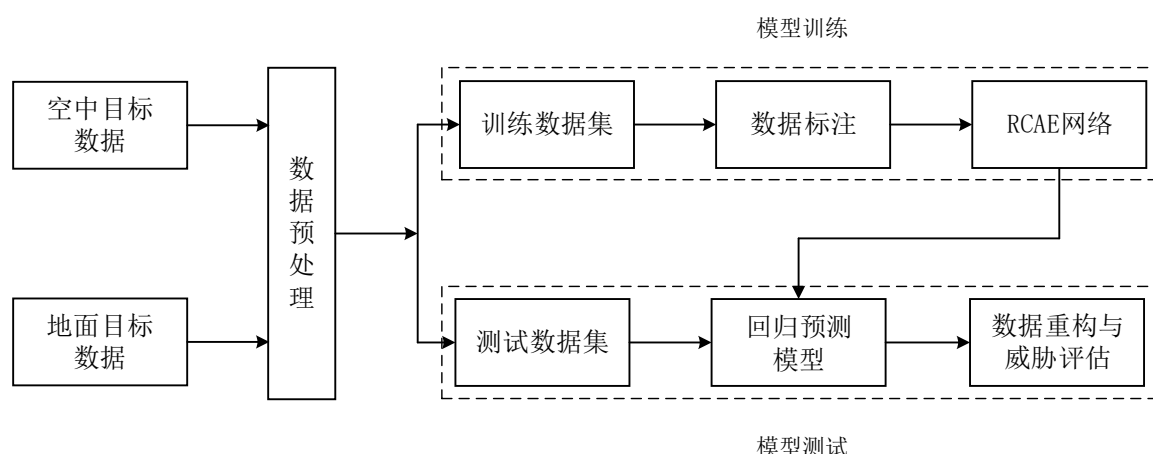 模型训练
空中目标
数据
地面目标
数据
数
据
预
处
理
训练数据集
数据标注
RCAE网络
测试数据集
回归预测
模型
数据重构与
威胁评估
模型测试